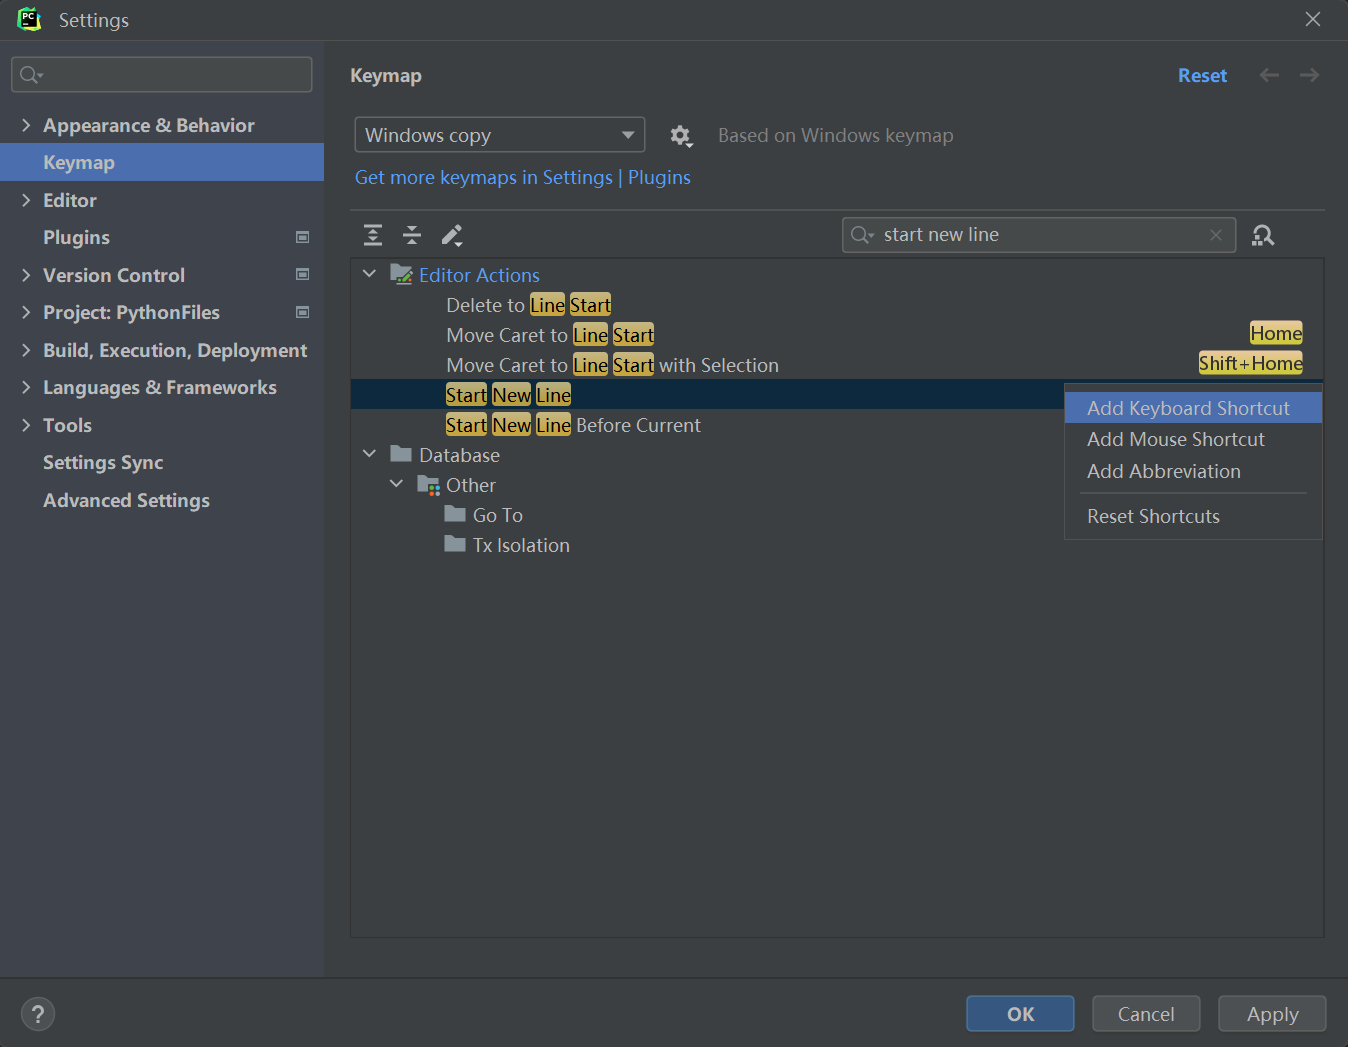 PC
Settings
Appearance & Behavior
Keymap
Editor
Plugins
Version Control
Project: PythonFiles
Build, Execution, Deployment
Languages & Frameworks
Tools
Settings Sync
Advanced Settings
Keymap
Reset
Windows copy
Based on Windows keymap
Get more keymaps in Settings | Plugins
start new line
Editor Actions
Delete to Line Start
Move Caret to Line Start Home
Move Caret to Line Start with Selection Shift+Home
Start New Line
Start New Line Before Current
Database
Other
Go To
Tx Isolation
Add Keyboard Shortcut
Add Mouse Shortcut
Add Abbreviation
Reset Shortcuts
?
OK
Cancel
Apply